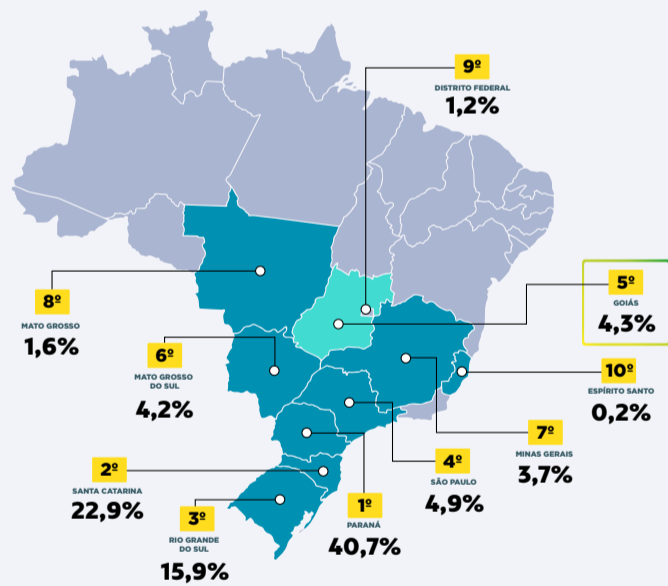 9º
DISTRITO FEDERAL
1,2%
5º
GOIÁS
4,3%
8º
MATO GROSSO
1,6%
6º
MATO GROSSO
DO SUL
4,2%
10º
ESPÍRITO SANTO
0,2%
7º
MINAS GERAIS
3,7%
4º
SÃO PAULO
4,9%
2º
SANTA CATARINA
22,9%
1º
PARANÁ
40,7%
3º
RIO GRANDE
DO SUL
15,9%